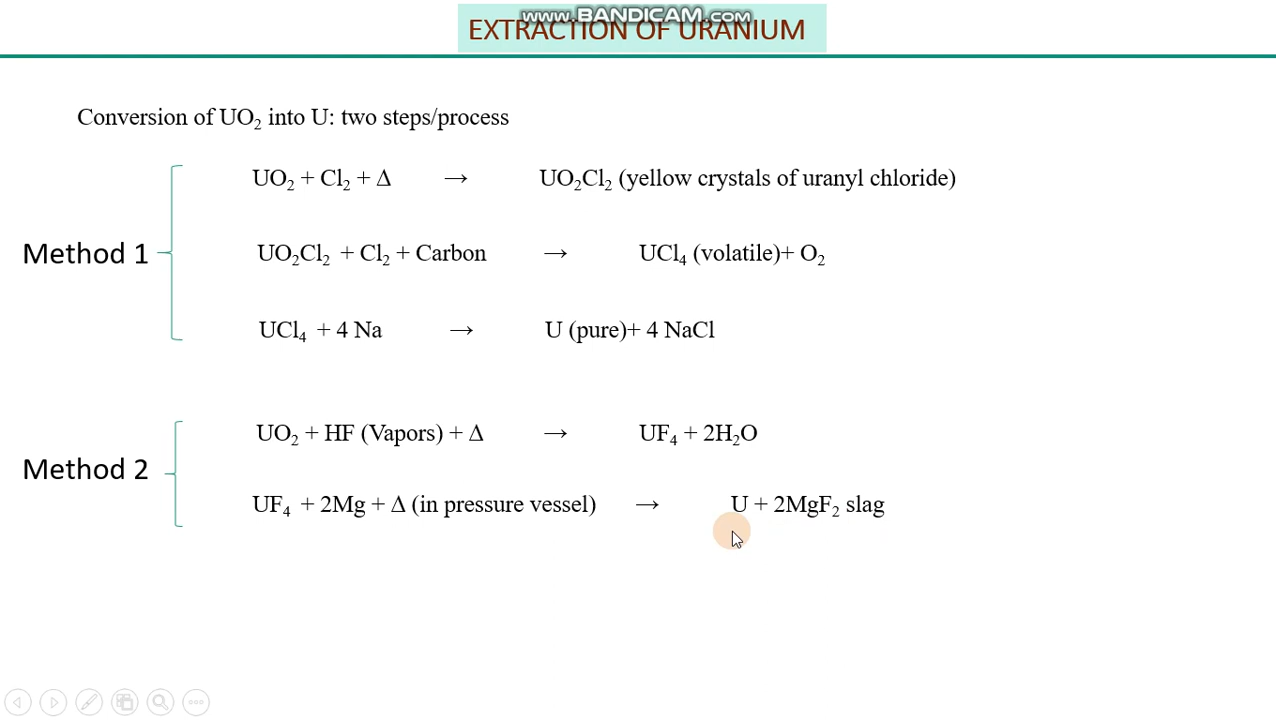 www.BANDICAM.com
EXTRACTION OF URANIUM
Conversion of UO₂ into U: two steps/process
UO₂ + Cl₂ + Δ → UO₂Cl₂ (yellow crystals of uranyl chloride)
Method 1
UO₂Cl₂ + Cl₂ + Carbon → UCl₄ (volatile)+ O₂
UCl₄ + 4 Na → U (pure)+ 4 NaCl
UO₂ + HF (Vapors) + Δ → UF₄ + 2H₂O
Method 2
UF₄ + 2Mg + Δ (in pressure vessel) → U + 2MgF₂ slag